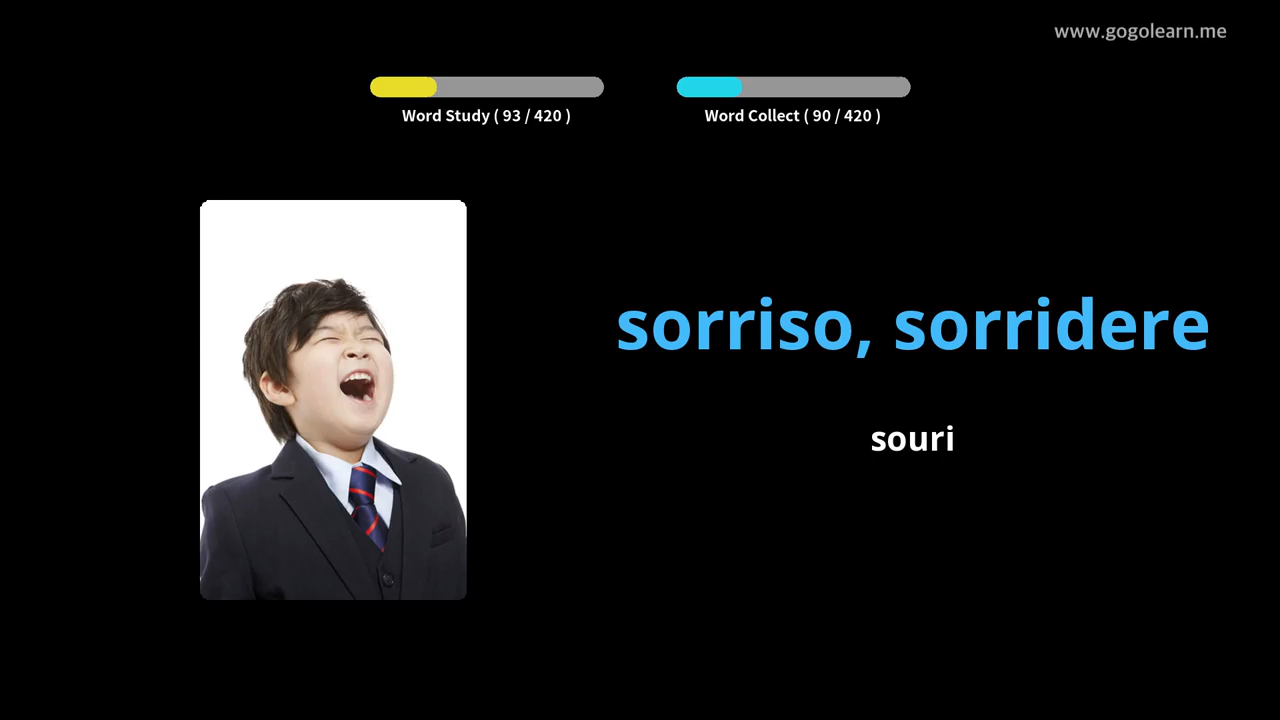 www.gogolearn.me
Word Study ( 93 / 420 )
Word Collect ( 90 / 420 )
sorriso, sorridere
souri